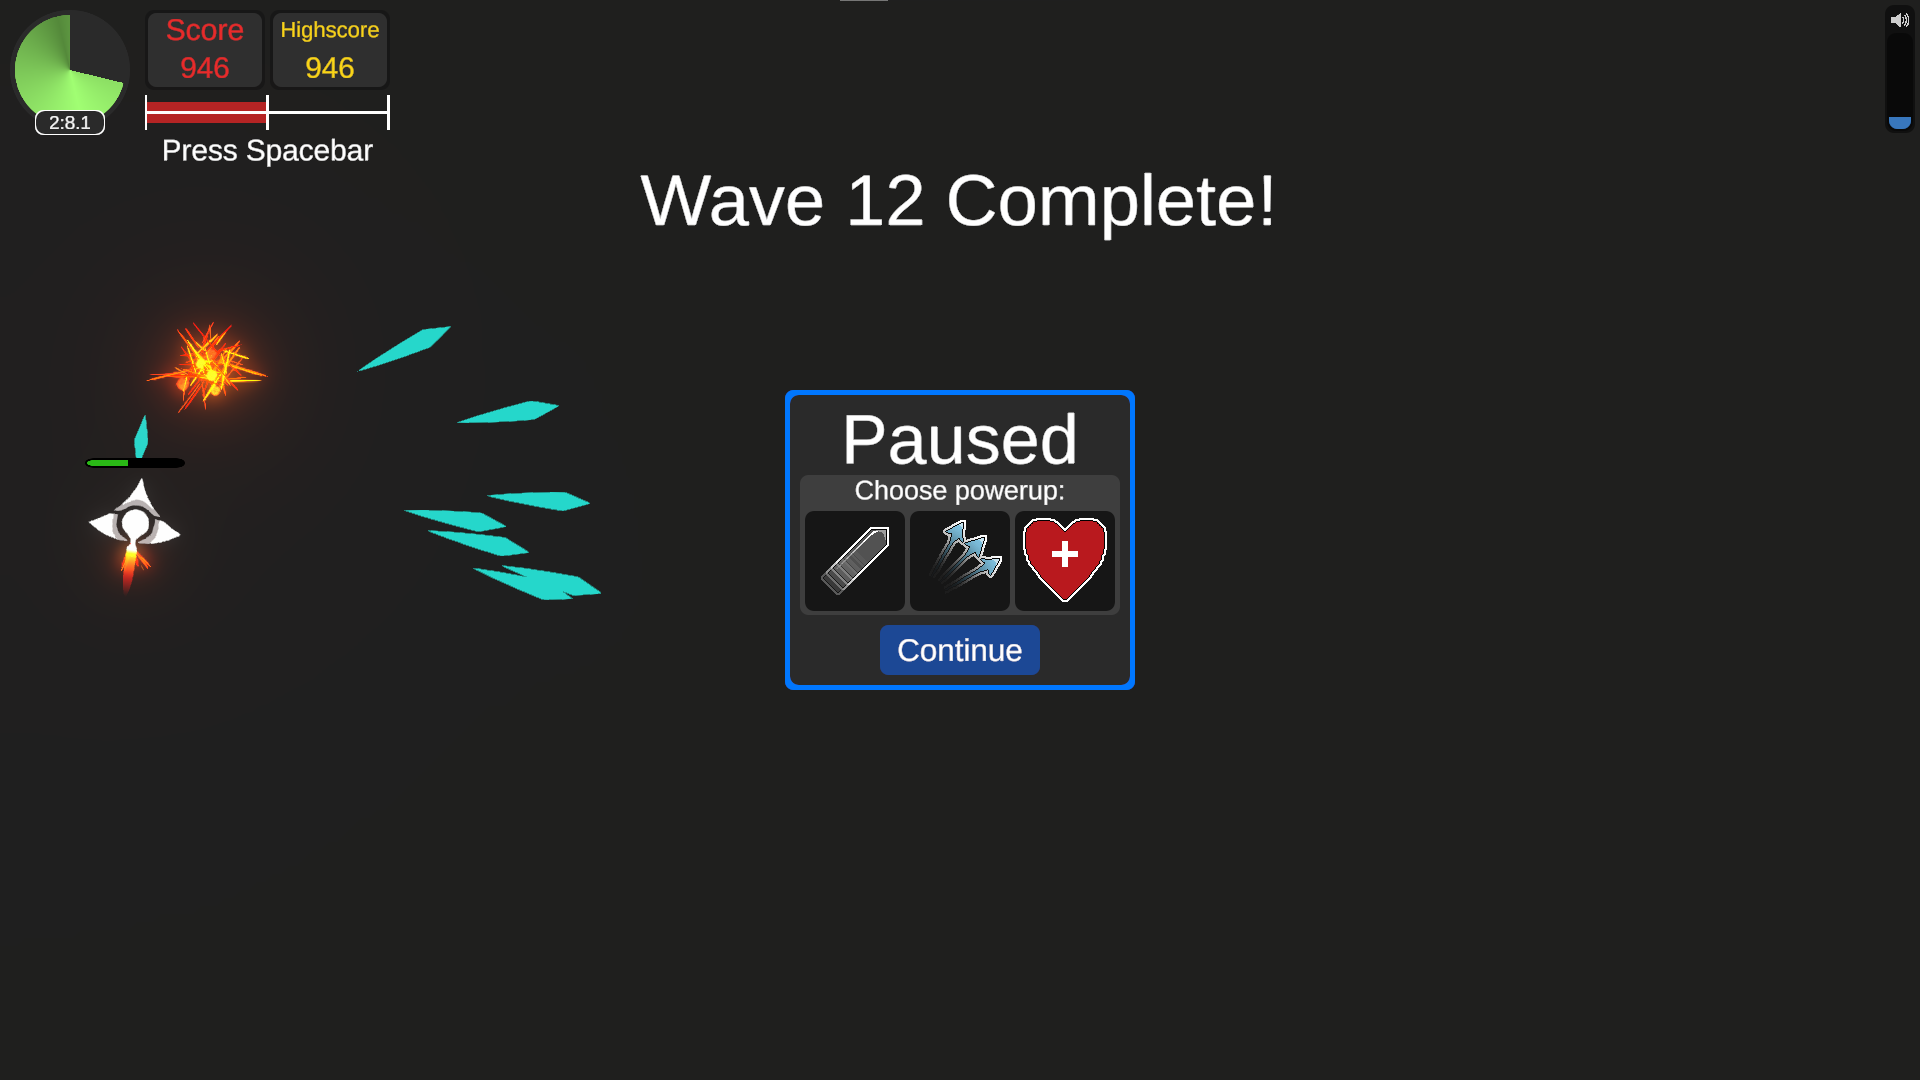 Score
946
Highscore
946
2:8.1
Press Spacebar
Wave 12 Complete!
Paused
Choose powerup:
Continue